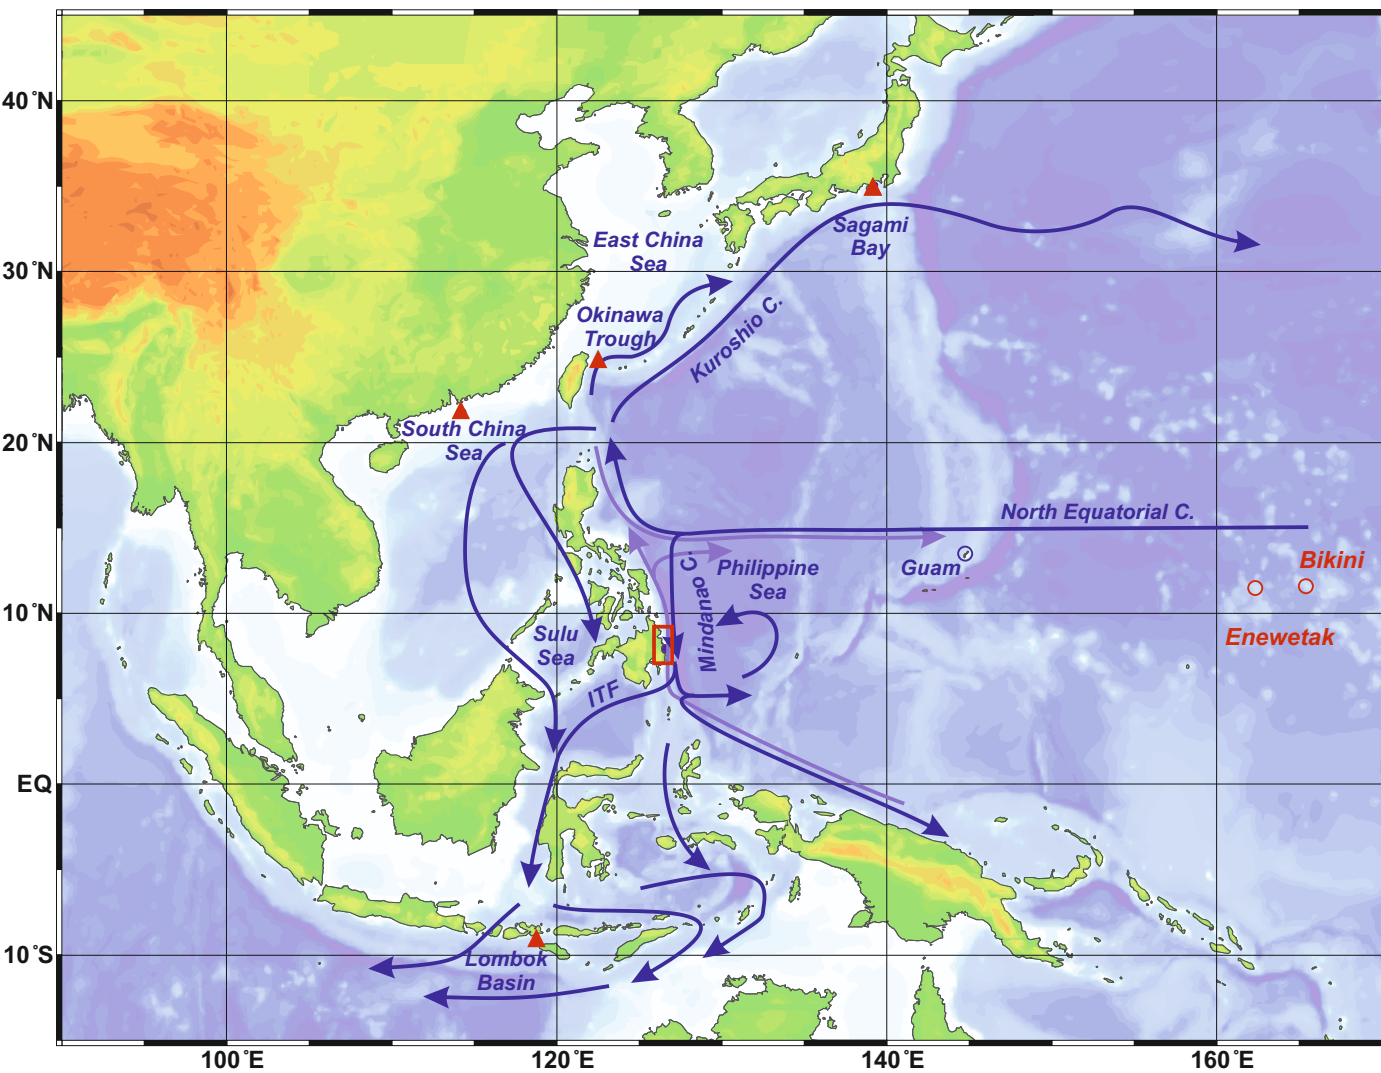 40°N
Sagami
Bay
East China
Sea
30°N
Okinawa
Trough
Kuroshio C.
South China
Sea
20°N
North Equatorial C.
Bikini
Guam
Philippine
Sea
Mindanao C.
10°N
Enewetak
Sulu
Sea
ITF
EQ
10°S
Lombok
Basin
100°E
120°E
140°E
160°E